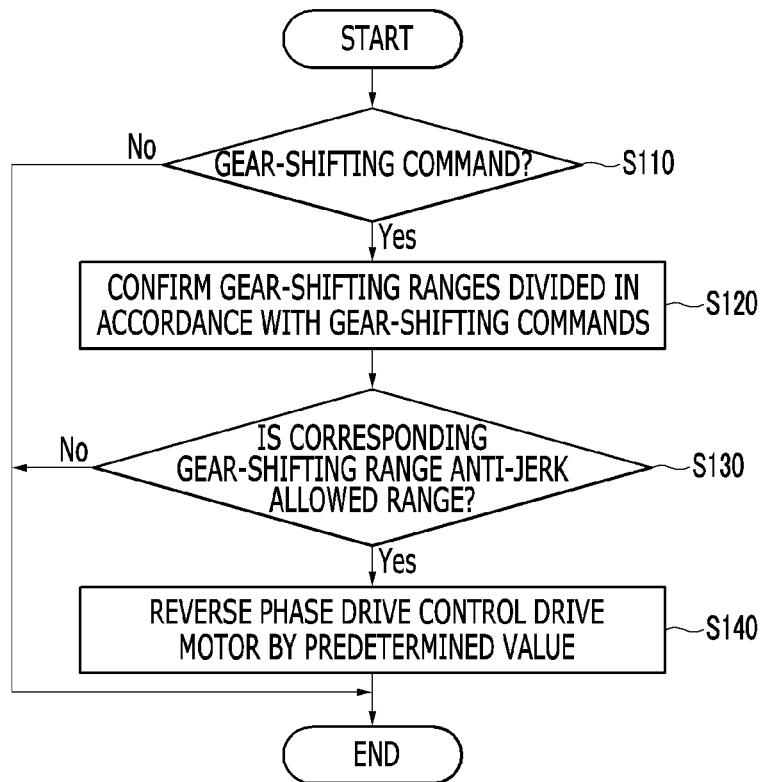 START
No
GEAR-SHIFTING COMMAND?
S110
Yes
CONFIRM GEAR-SHIFTING RANGES DIVIDED IN
ACCORDANCE WITH GEAR-SHIFTING COMMANDS
S120
No
IS CORRESPONDING
GEAR-SHIFTING RANGE ANTI-JERK
ALLOWED RANGE?
S130
Yes
REVERSE PHASE DRIVE CONTROL DRIVE
MOTOR BY PREDETERMINED VALUE
S140
END